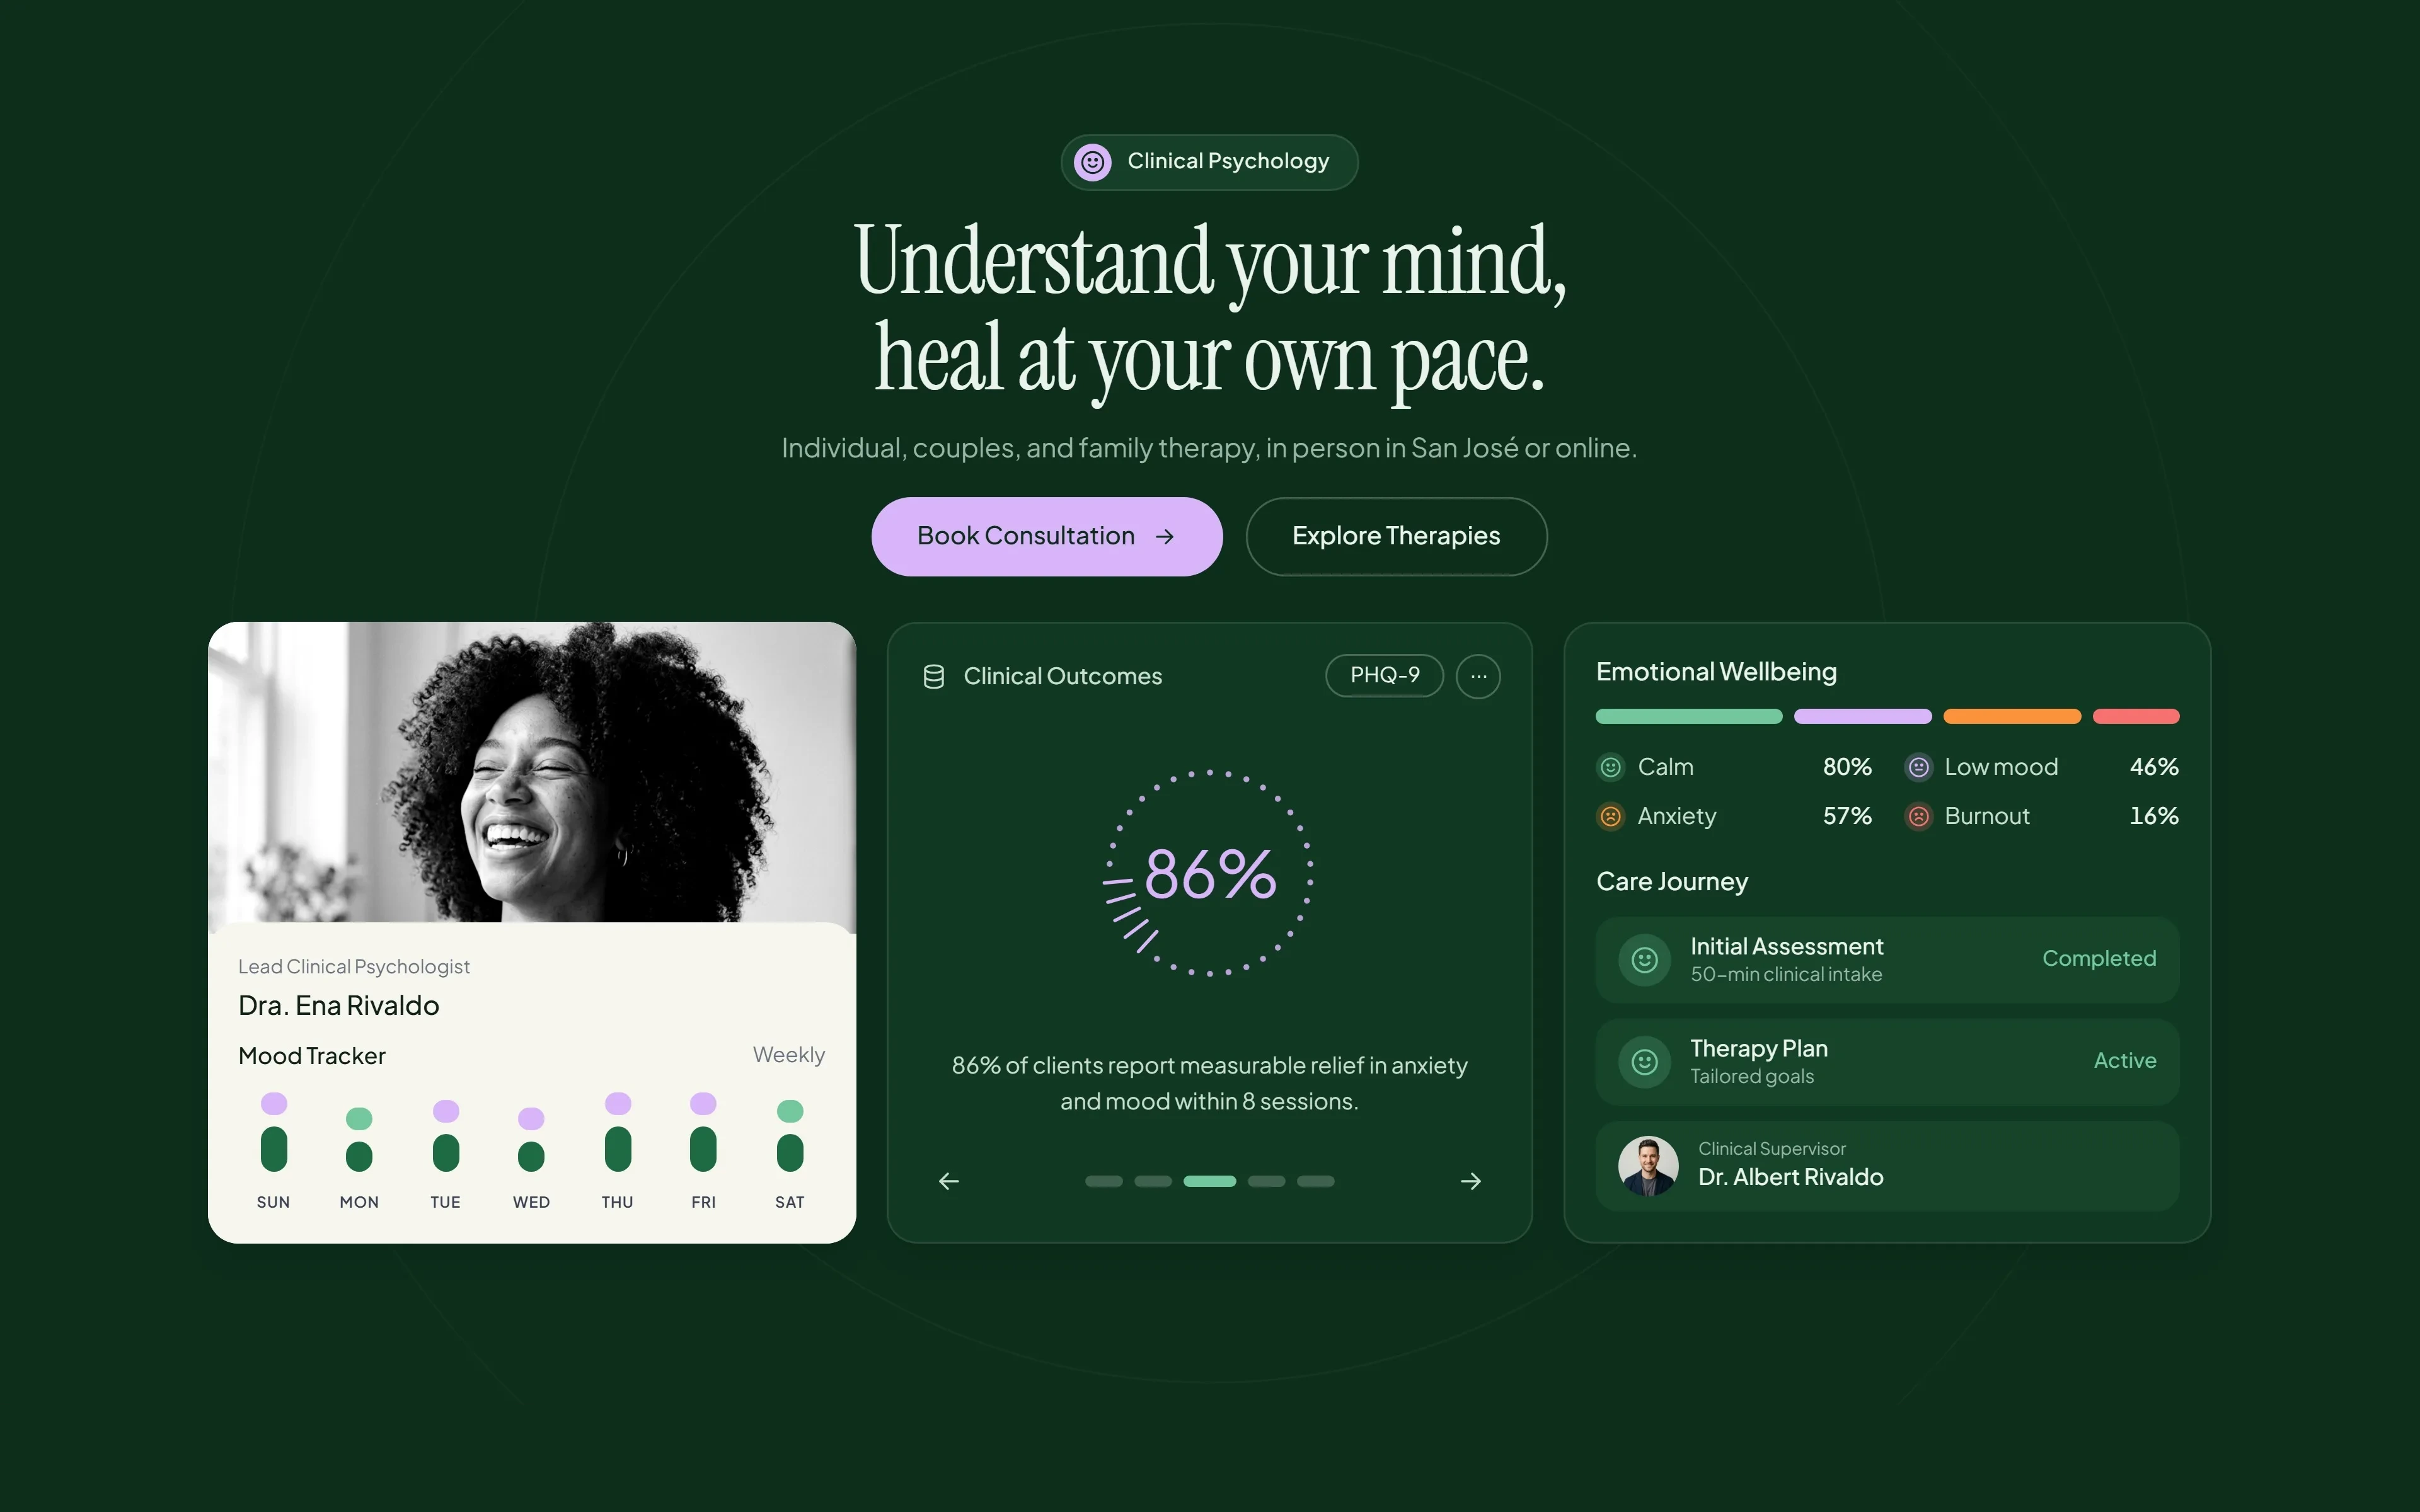 Clinical Psychology
Understand your mind,
heal at your own pace.
Individual, couples, and family therapy, in person in San José or online.
Book Consultation →
Explore Therapies
Lead Clinical Psychologist
Dra. Ena Rivaldo
Mood Tracker
Weekly
SUN MON TUE WED THU FRI SAT
Clinical Outcomes
PHQ-9
86%
86% of clients report measurable relief in anxiety
and mood within 8 sessions.
Emotional Wellbeing
Calm 80%
Low mood 46%
Anxiety 57%
Burnout 16%
Care Journey
Initial Assessment
50-min clinical intake
Completed
Therapy Plan
Tailored goals
Active
Clinical Supervisor
Dr. Albert Rivaldo